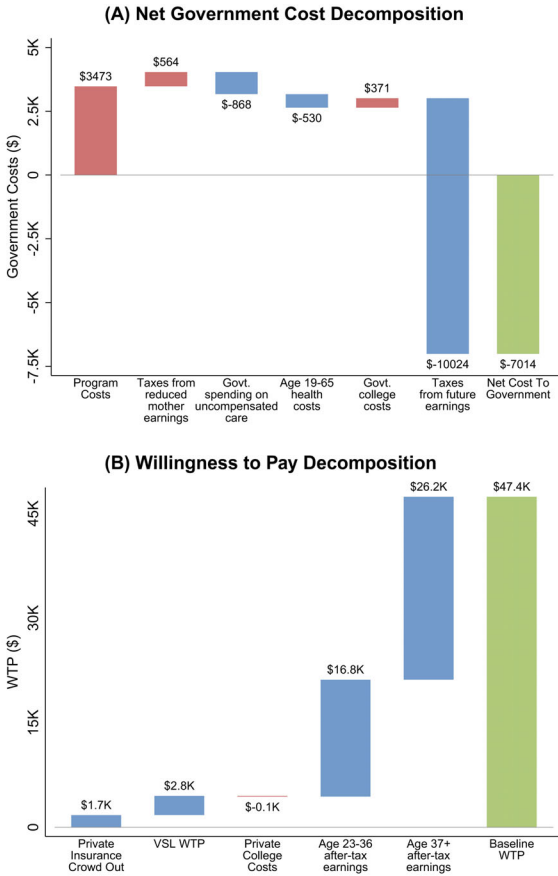 (A) Net Government Cost Decomposition
Government Costs ($)
5K
2.5K
0
-2.5K
-5K
-7.5K
$3473
$564
$-868
$-530
$371
$-10024
$-7014
Program
Costs
Taxes from
reduced
mother
earnings
Govt.
spending on
uncompensated
care
Age 19-65
health
costs
Govt.
college
costs
Taxes
from future
earnings
Net Cost To
Government
(B) Willingness to Pay Decomposition
WTP ($)
45K
30K
15K
0
$1.7K
$2.8K
$-0.1K
$16.8K
$26.2K
$47.4K
Private
Insurance
Crowd Out
VSL WTP
Private
College
Costs
Age 23-36
after-tax
earnings
Age 37+
after-tax
earnings
Baseline
WTP